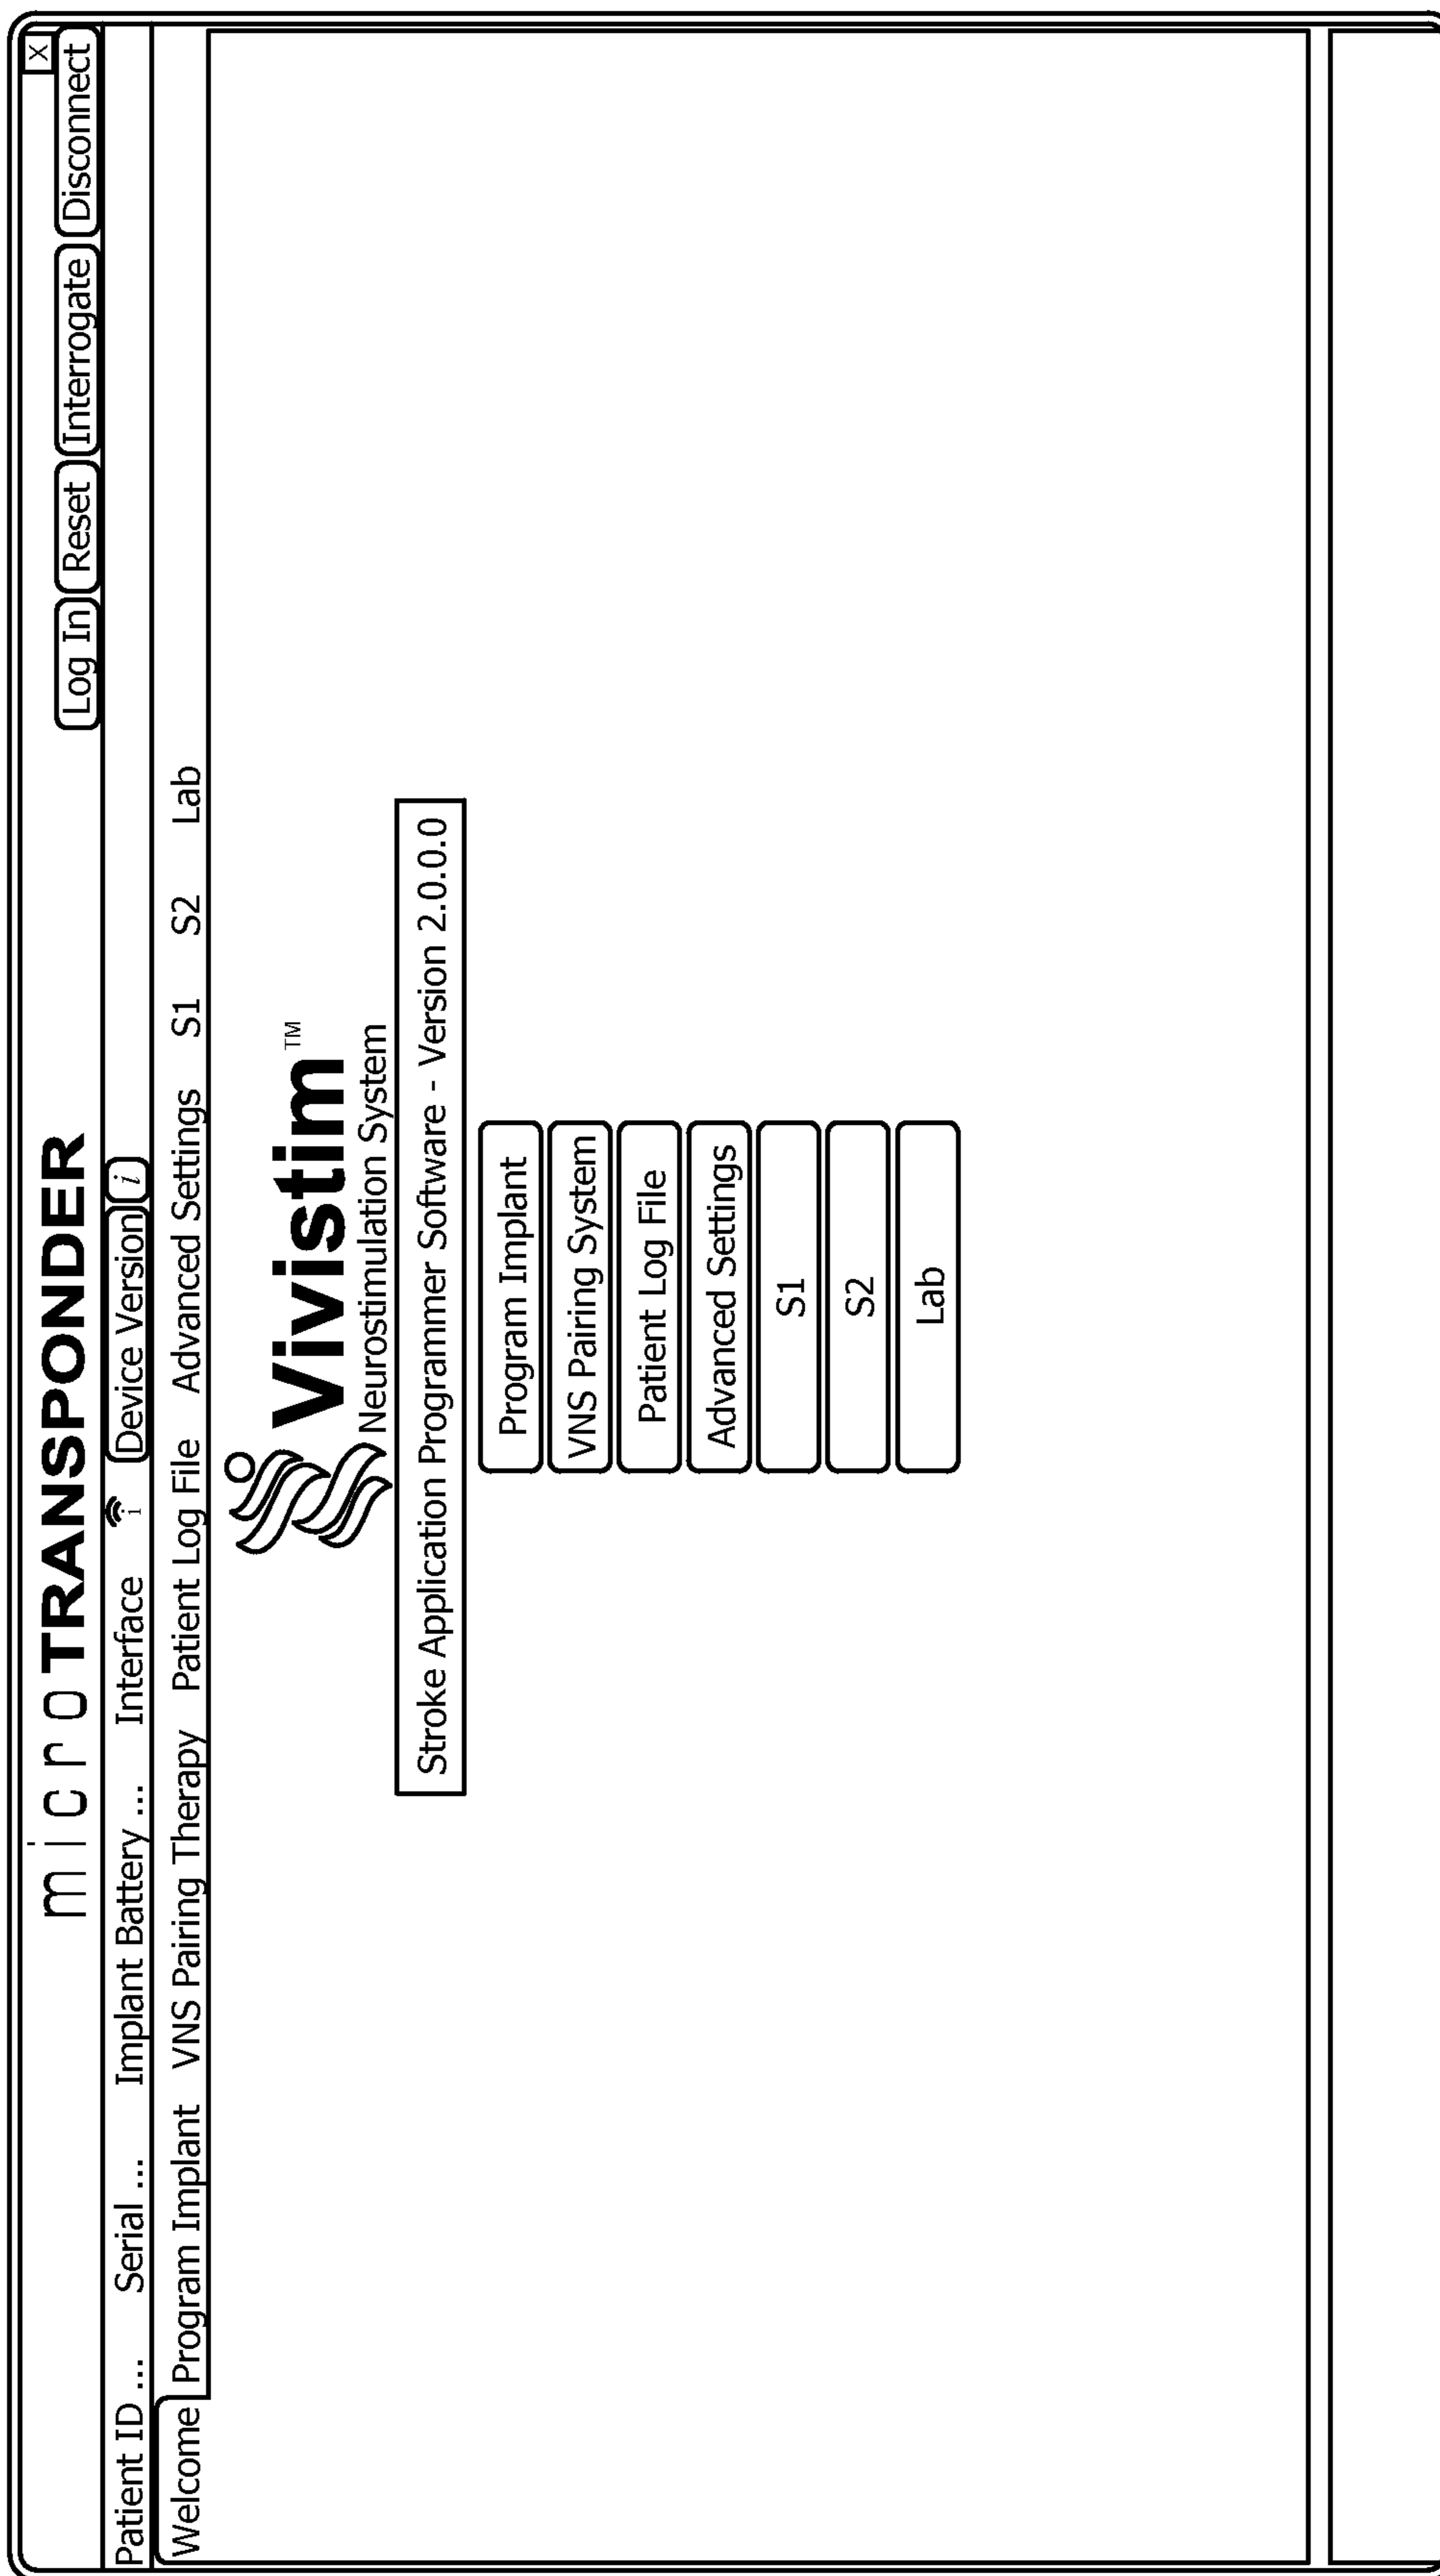 X
microTRANSPONDER
Log In Reset Interrogate Disconnect
Patient ID ... Serial ... Implant Battery ... Interface i Device Version i
Welcome Program Implant VNS Pairing Therapy Patient Log File Advanced Settings S1 S2 Lab
Vivistim™
Neurostimulation System
Stroke Application Programmer Software - Version 2.0.0.0
Program Implant
VNS Pairing System
Patient Log File
Advanced Settings
S1
S2
Lab